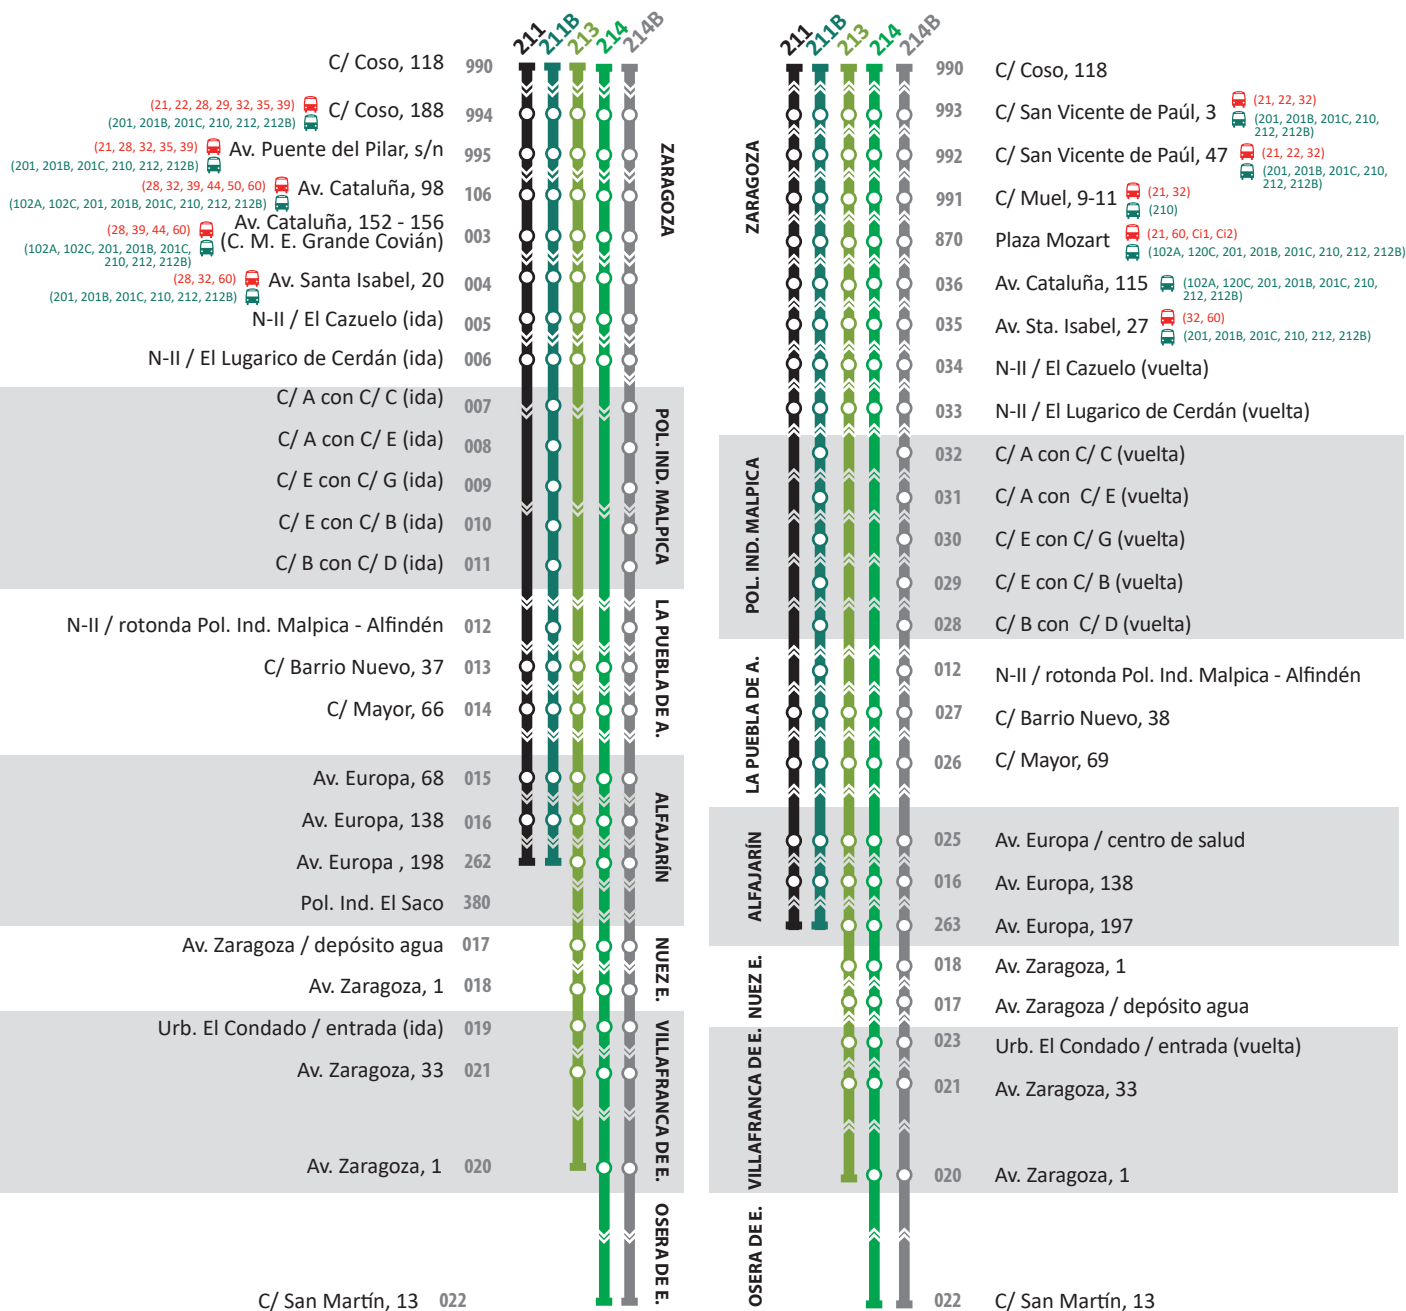 211 211B 213 214 214B
C/ Coso, 118 990
(21, 22, 28, 29, 32, 35, 39) C/ Coso, 188 994
(201, 201B, 201C, 210, 212, 212B)
(21, 28, 32, 35, 39) Av. Puente del Pilar, s/n 995
(201, 201B, 201C, 210, 212, 212B)
(28, 32, 39, 44, 50, 60) Av. Cataluña, 98 106
(102A, 102C, 201, 201B, 201C, 210, 212, 212B)
Av. Cataluña, 152 - 156
(28, 39, 44, 60) (C. M. E. Grande Covián) 003
(102A, 102C, 201, 201B, 201C,
210, 212, 212B)
(28, 32, 60) Av. Santa Isabel, 20 004
(201, 201B, 201C, 210, 212, 212B)
N-II / El Cazuelo (ida) 005
N-II / El Lugarico de Cerdán (ida) 006
ZARAGOZA
C/ A con C/ C (ida) 007
C/ A con C/ E (ida) 008
C/ E con C/ G (ida) 009
C/ E con C/ B (ida) 010
C/ B con C/ D (ida) 011
POL. IND. MALPICA
N-II / rotonda Pol. Ind. Malpica - Alfindén 012
C/ Barrio Nuevo, 37 013
C/ Mayor, 66 014
LA PUEBLA DE A.
Av. Europa, 68 015
Av. Europa, 138 016
Av. Europa , 198 262
Pol. Ind. El Saco 380
ALFAJARÍN
Av. Zaragoza / depósito agua 017
Av. Zaragoza, 1 018
NUEZ E.
Urb. El Condado / entrada (ida) 019
Av. Zaragoza, 33 021
Av. Zaragoza, 1 020
VILLAFRANCA DE E.
C/ San Martín, 13 022
OSERA DE E.
211 211B 213 214 214B
990 C/ Coso, 118
993 C/ San Vicente de Paúl, 3 (21, 22, 32)
(201, 201B, 201C, 210,
212, 212B)
992 C/ San Vicente de Paúl, 47 (21, 22, 32)
(201, 201B, 201C, 210,
212, 212B)
991 C/ Muel, 9-11 (21, 32)
(210)
870 Plaza Mozart (21, 60, Ci1, Ci2)
(102A, 120C, 201, 201B, 201C, 210, 212, 212B)
036 Av. Cataluña, 115 (102A, 120C, 201, 201B, 201C, 210,
212, 212B)
035 Av. Sta. Isabel, 27 (32, 60)
(201, 201B, 201C, 210, 212, 212B)
034 N-II / El Cazuelo (vuelta)
033 N-II / El Lugarico de Cerdán (vuelta)
ZARAGOZA
032 C/ A con C/ C (vuelta)
031 C/ A con C/ E (vuelta)
030 C/ E con C/ G (vuelta)
029 C/ E con C/ B (vuelta)
028 C/ B con C/ D (vuelta)
POL. IND. MALPICA
012 N-II / rotonda Pol. Ind. Malpica - Alfindén
027 C/ Barrio Nuevo, 38
026 C/ Mayor, 69
LA PUEBLA DE A.
025 Av. Europa / centro de salud
016 Av. Europa, 138
263 Av. Europa, 197
ALFAJARÍN
018 Av. Zaragoza, 1
017 Av. Zaragoza / depósito agua
NUEZ E.
023 Urb. El Condado / entrada (vuelta)
021 Av. Zaragoza, 33
020 Av. Zaragoza, 1
VILLAFRANCA DE E.
022 C/ San Martín, 13
OSERA DE E.